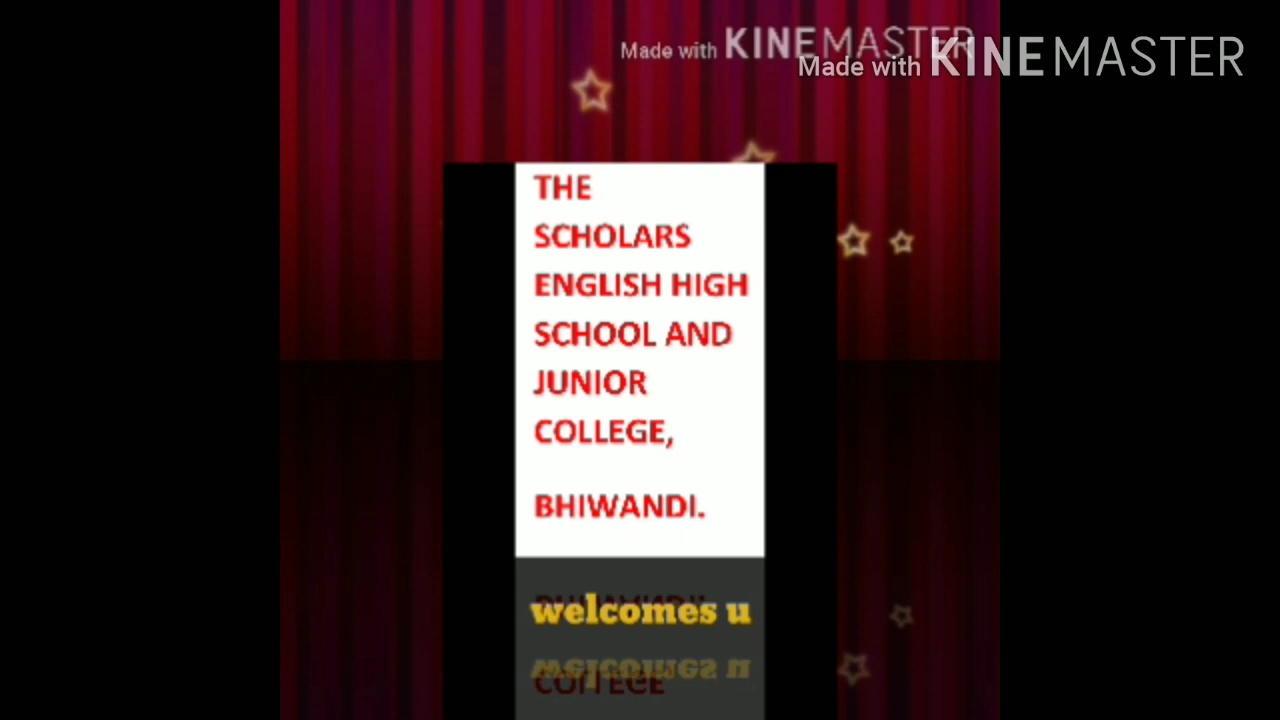 Made with KINEMASTER
Made with KINEMASTER
THE
SCHOLARS
ENGLISH HIGH
SCHOOL AND
JUNIOR
COLLEGE,
BHIWANDI.
welcomes u